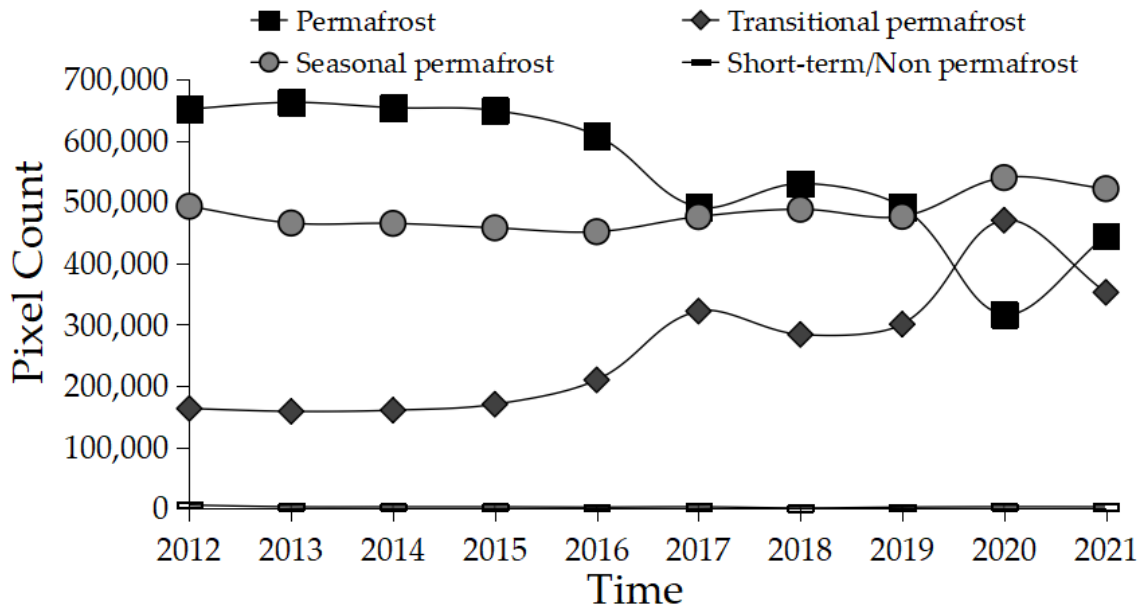 Permafrost
Transitional permafrost
Seasonal permafrost
Short-term/Non permafrost
700,000
600,000
500,000
400,000
300,000
200,000
100,000
0
Pixel Count
2012 2013 2014 2015 2016 2017 2018 2019 2020 2021
Time